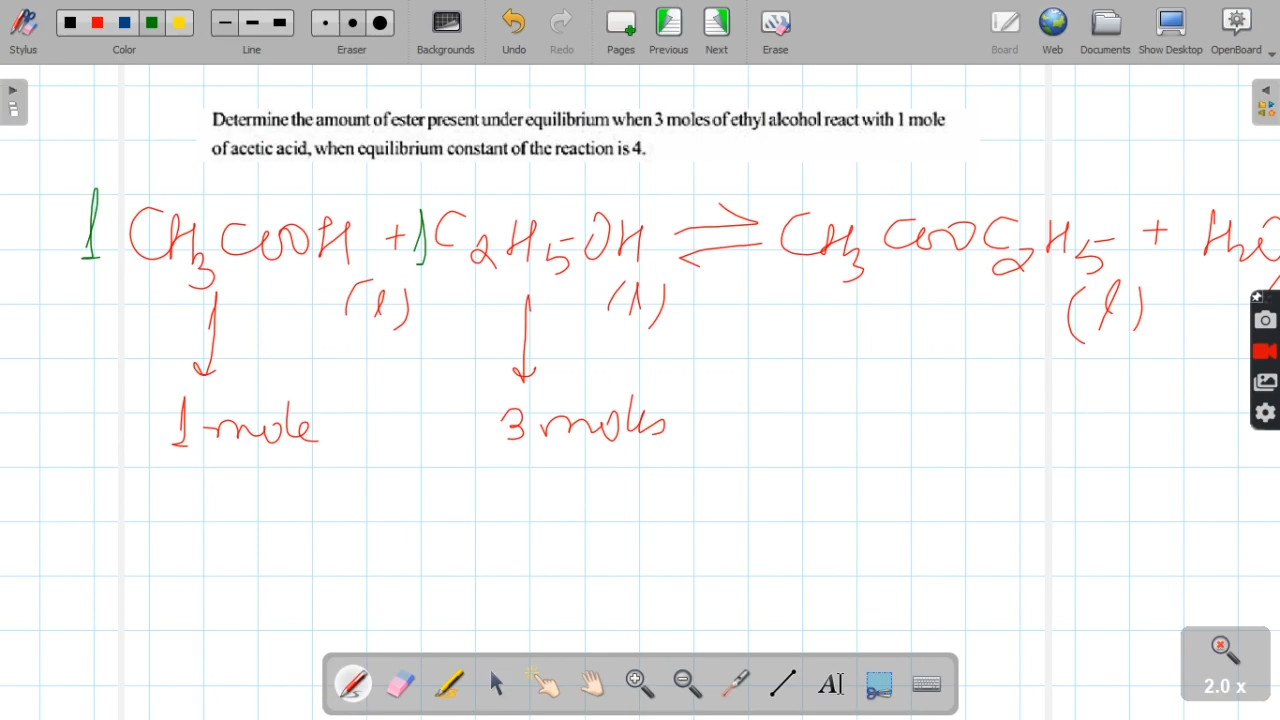 Stylus Color Line Eraser Backgrounds Undo Redo Pages Previous Next Erase Board Web Documents Show Desktop OpenBoard
Determine the amount of ester present under equilibrium when 3 moles of ethyl alcohol react with 1 mole
of acetic acid, when equilibrium constant of the reaction is 4.
1 CH3COOH + 1 C2H5OH ⇌ CH3COOC2H5 + H2O
(l) (l) (l)
1 mole 3 moles
2.0 x